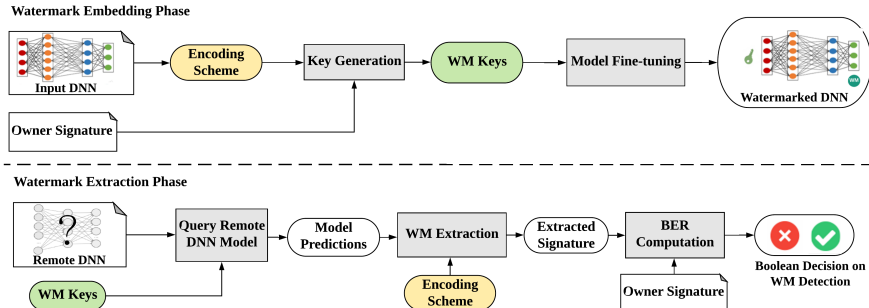 Watermark Embedding Phase
Input DNN
Encoding
Scheme
Key Generation
WM Keys
Model Fine-tuning
WM
Watermarked DNN
Owner Signature
Watermark Extraction Phase
?
Remote DNN
Query Remote
DNN Model
Model
Predictions
WM Extraction
Extracted
Signature
BER
Computation
Boolean Decision on
WM Detection
WM Keys
Encoding
Scheme
Owner Signature